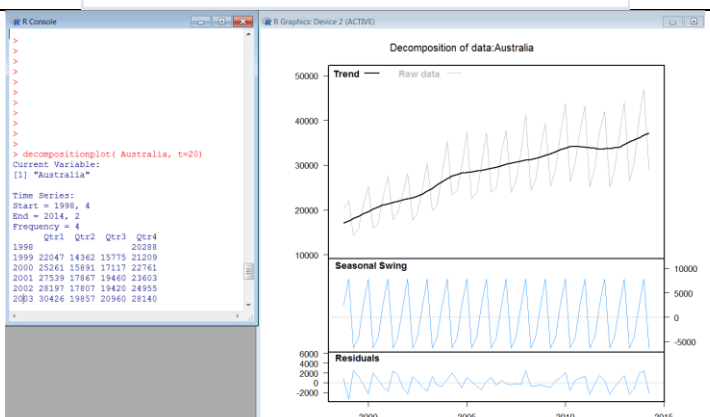 R Console
>
>
>
>
>
>
>
>
>
>
> decompositionplot( Australia, t=20)
Current Variable:
[1] "Australia"
Time Series:
Start = 1998, 4
End = 2014, 2
Frequency = 4
Qtr1 Qtr2 Qtr3 Qtr4
1998 20288
1999 22047 14362 15775 21209
2000 25261 15891 17117 22761
2001 27539 17867 19460 23603
2002 28197 17807 19420 24955
2003 30426 19857 20960 28140
R Graphics: Device 2 (ACTIVE)
Decomposition of data:Australia
Trend Raw data
50000
40000
30000
20000
10000
Seasonal Swing
10000
5000
0
-5000
Residuals
6000
4000
2000
0
-2000
2000 2005 2010 2015